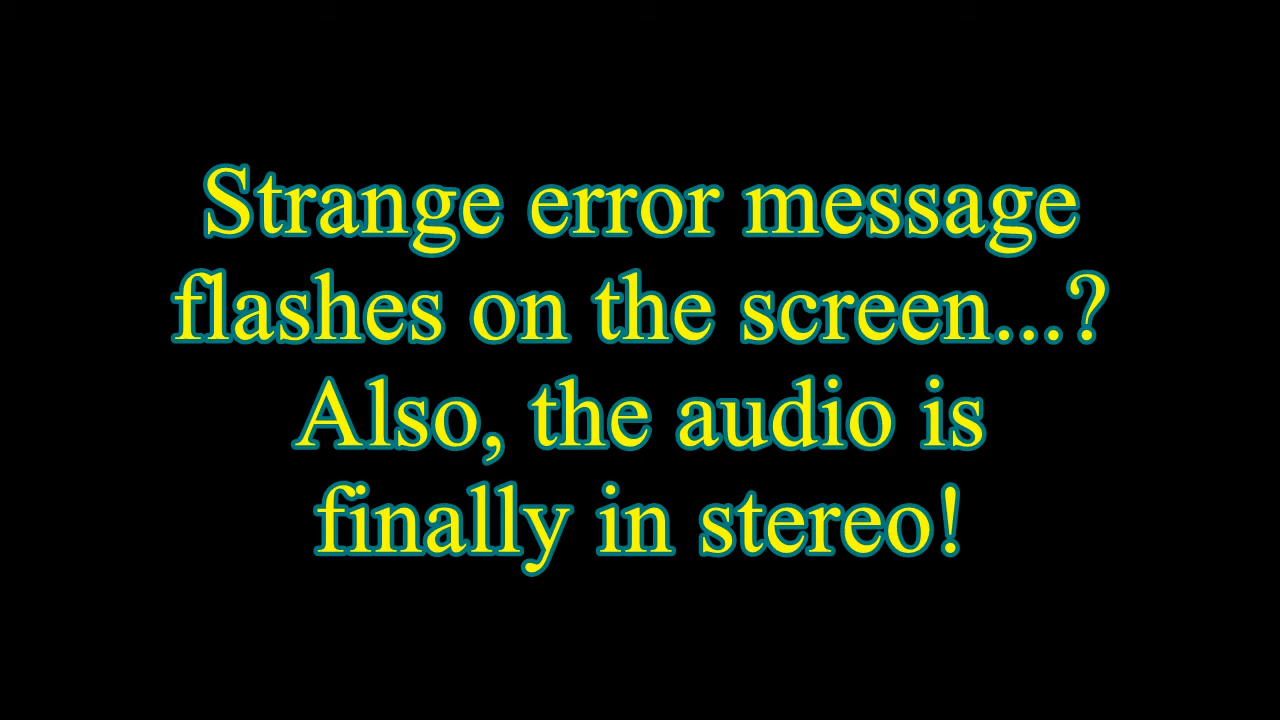 Strange error message
flashes on the screen...?
Also, the audio is
finally in stereo!